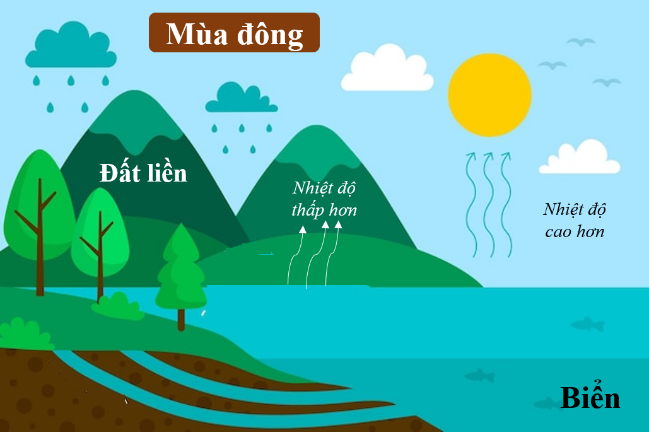 Mùa đông
Đất liền
Nhiệt độ
thấp hơn
Nhiệt độ
cao hơn
Biển